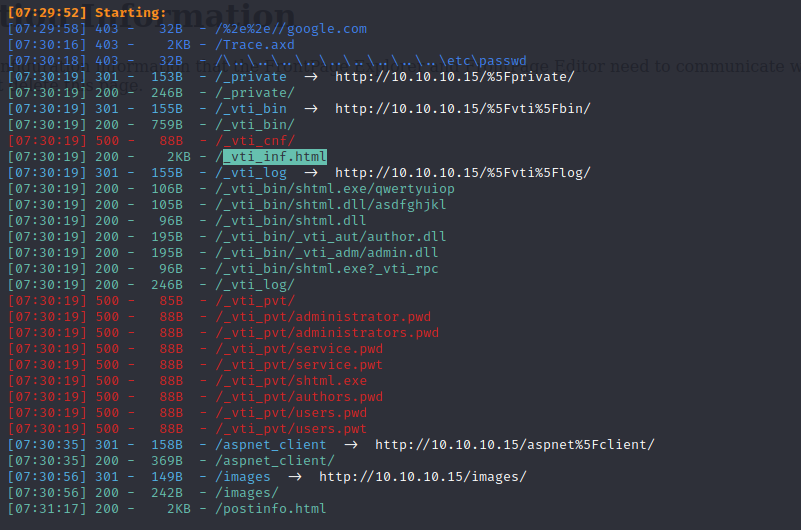 [07:29:52] Starting:
[07:29:58] 403 -   32B  - /%2e%2e//google.com
[07:30:16] 403 -    2KB - /Trace.axd
[07:30:18] 403 -   32B  - /\..\..\..\..\..\..\..\..\..\etc\passwd
[07:30:19] 301 -  153B  - /_private  ->  http://10.10.10.15/%5Fprivate/
[07:30:19] 200 -  246B  - /_private/
[07:30:19] 301 -  155B  - /_vti_bin  ->  http://10.10.10.15/%5Fvti%5Fbin/
[07:30:19] 200 -  759B  - /_vti_bin/
[07:30:19] 500 -   88B  - /_vti_cnf/
[07:30:19] 200 -    2KB - /_vti_inf.html
[07:30:19] 301 -  155B  - /_vti_log  ->  http://10.10.10.15/%5Fvti%5Flog/
[07:30:19] 200 -  106B  - /_vti_bin/shtml.exe/qwertyuiop
[07:30:19] 200 -  105B  - /_vti_bin/shtml.dll/asdfghjkl
[07:30:19] 200 -   96B  - /_vti_bin/shtml.dll
[07:30:19] 200 -  195B  - /_vti_bin/_vti_aut/author.dll
[07:30:19] 200 -  195B  - /_vti_bin/_vti_adm/admin.dll
[07:30:19] 200 -   96B  - /_vti_bin/shtml.exe?_vti_rpc
[07:30:19] 200 -  246B  - /_vti_log/
[07:30:19] 500 -   85B  - /_vti_pvt/
[07:30:19] 500 -   88B  - /_vti_pvt/administrator.pwd
[07:30:19] 500 -   88B  - /_vti_pvt/administrators.pwd
[07:30:19] 500 -   88B  - /_vti_pvt/service.pwd
[07:30:19] 500 -   88B  - /_vti_pvt/service.pwt
[07:30:19] 500 -   88B  - /_vti_pvt/shtml.exe
[07:30:19] 500 -   88B  - /_vti_pvt/authors.pwd
[07:30:19] 500 -   88B  - /_vti_pvt/users.pwd
[07:30:19] 500 -   88B  - /_vti_pvt/users.pwt
[07:30:35] 301 -  158B  - /aspnet_client  ->  http://10.10.10.15/aspnet%5Fclient/
[07:30:35] 200 -  369B  - /aspnet_client/
[07:30:56] 301 -  149B  - /images  ->  http://10.10.10.15/images/
[07:30:56] 200 -  242B  - /images/
[07:31:17] 200 -    2KB - /postinfo.html